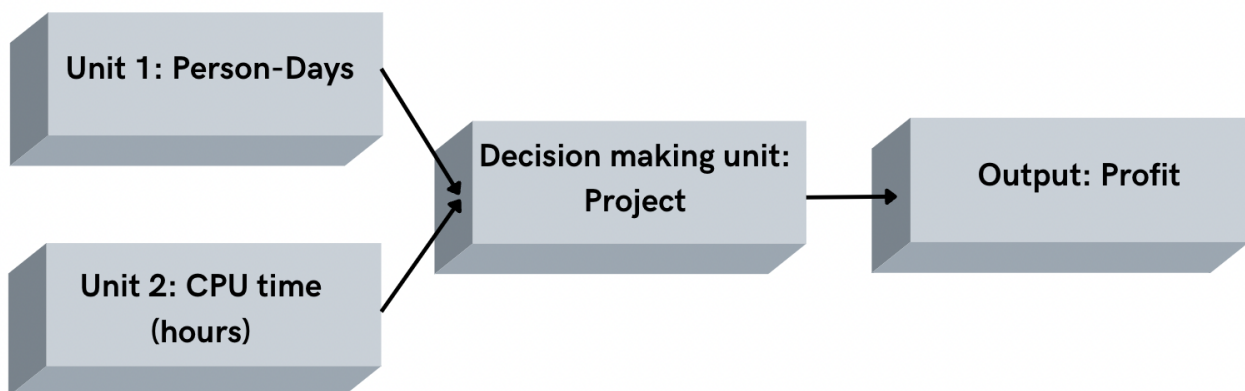 Unit 1: Person-Days
Unit 2: CPU time
(hours)
Decision making unit:
Project
Output: Profit